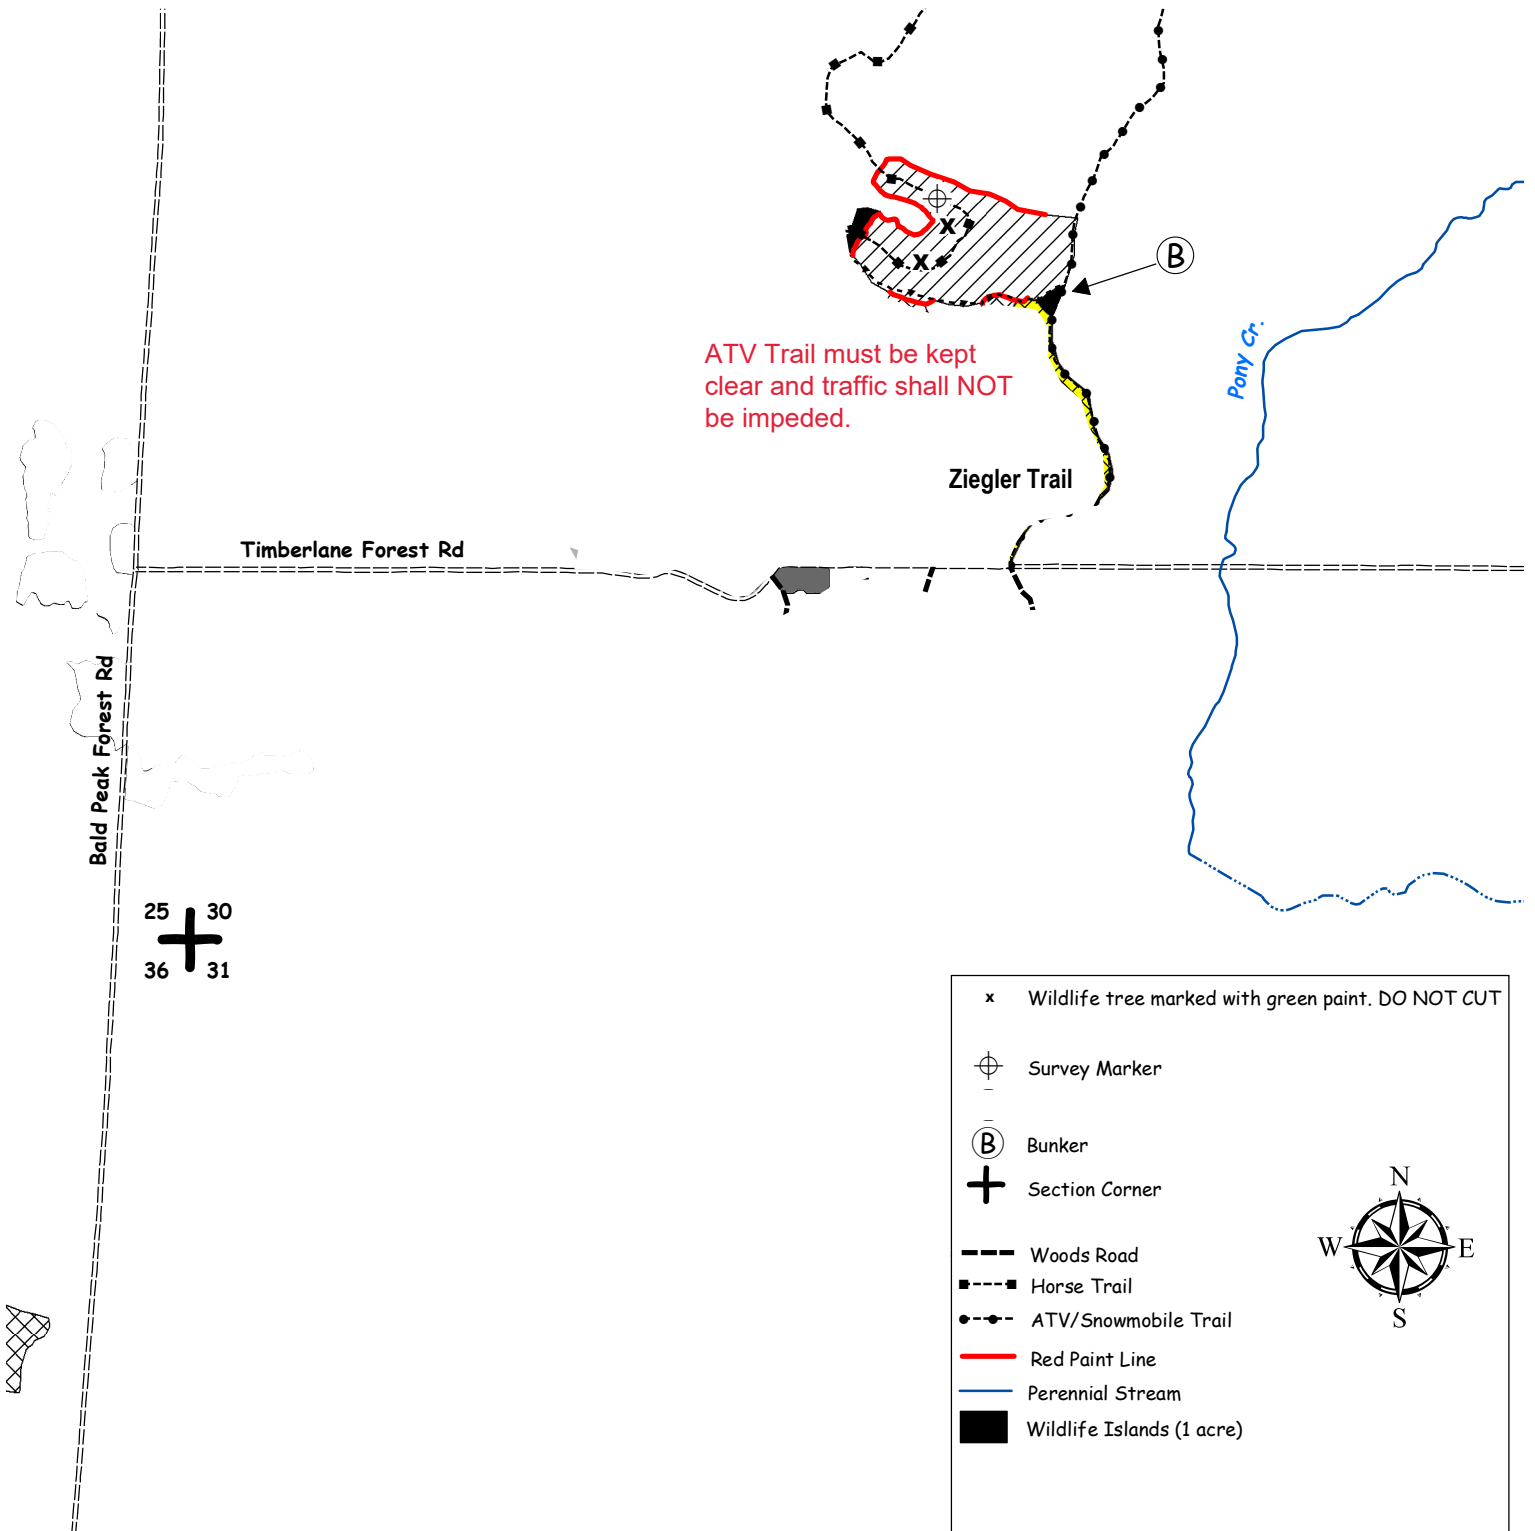 B
Pony Cr.
ATV Trail must be kept
clear and traffic shall NOT
be impeded.
Ziegler Trail
Timberlane Forest Rd
Bald Peak Forest Rd
25 30
36 31
x Wildlife tree marked with green paint. DO NOT CUT
Survey Marker
B Bunker
Section Corner
Woods Road
Horse Trail
ATV/Snowmobile Trail
Red Paint Line
Perennial Stream
Wildlife Islands (1 acre)
N
W E
S